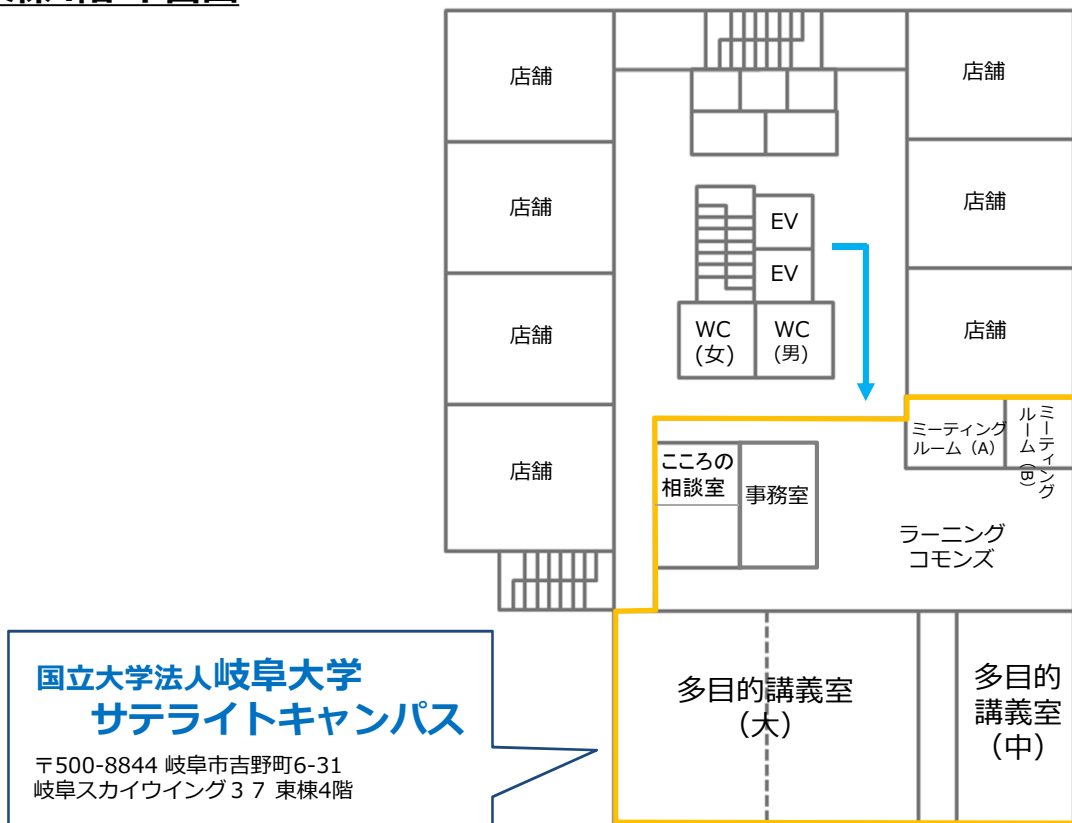 店舗
店舗
店舗
店舗
店舗
店舗
店舗
EV
EV
WC
(女)
WC
(男)
ミーティング
ルーム（A）
ミーティング
ルーム（B）
こころの
相談室
事務室
ラーニング
コモンズ
多目的講義室
（大）
多目的
講義室
（中）
国立大学法人岐阜大学
サテライトキャンパス
〒500-8844 岐阜市吉野町6-31
岐阜スカイウイング３７ 東棟4階